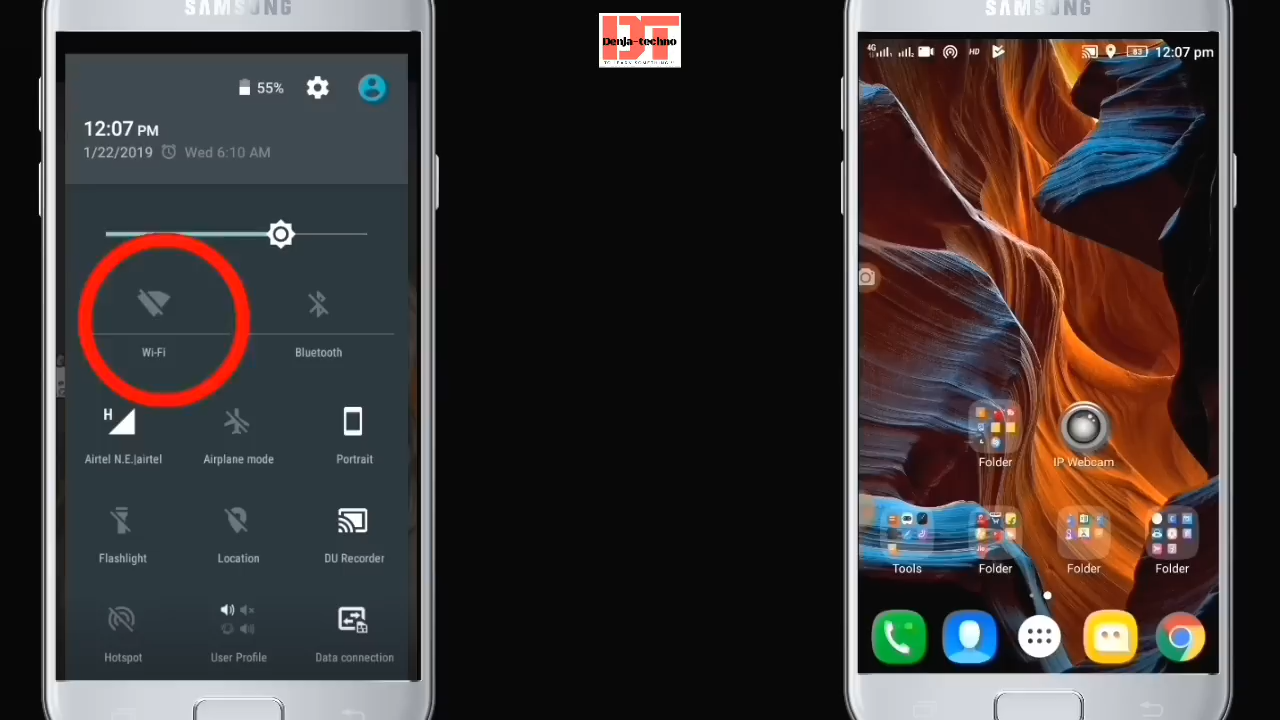 SAMSUNG
55%
12:07 PM
1/22/2019 Wed 6:10 AM
Wi-Fi
Bluetooth
H
Airtel N.E.|airtel
Airplane mode
Portrait
Flashlight
Location
DU Recorder
Hotspot
User Profile
Data connection
DT
Denja-techno
SAMSUNG
4G
HD
83
12:07 pm
Folder
IP Webcam
Tools
Folder
Folder
Folder